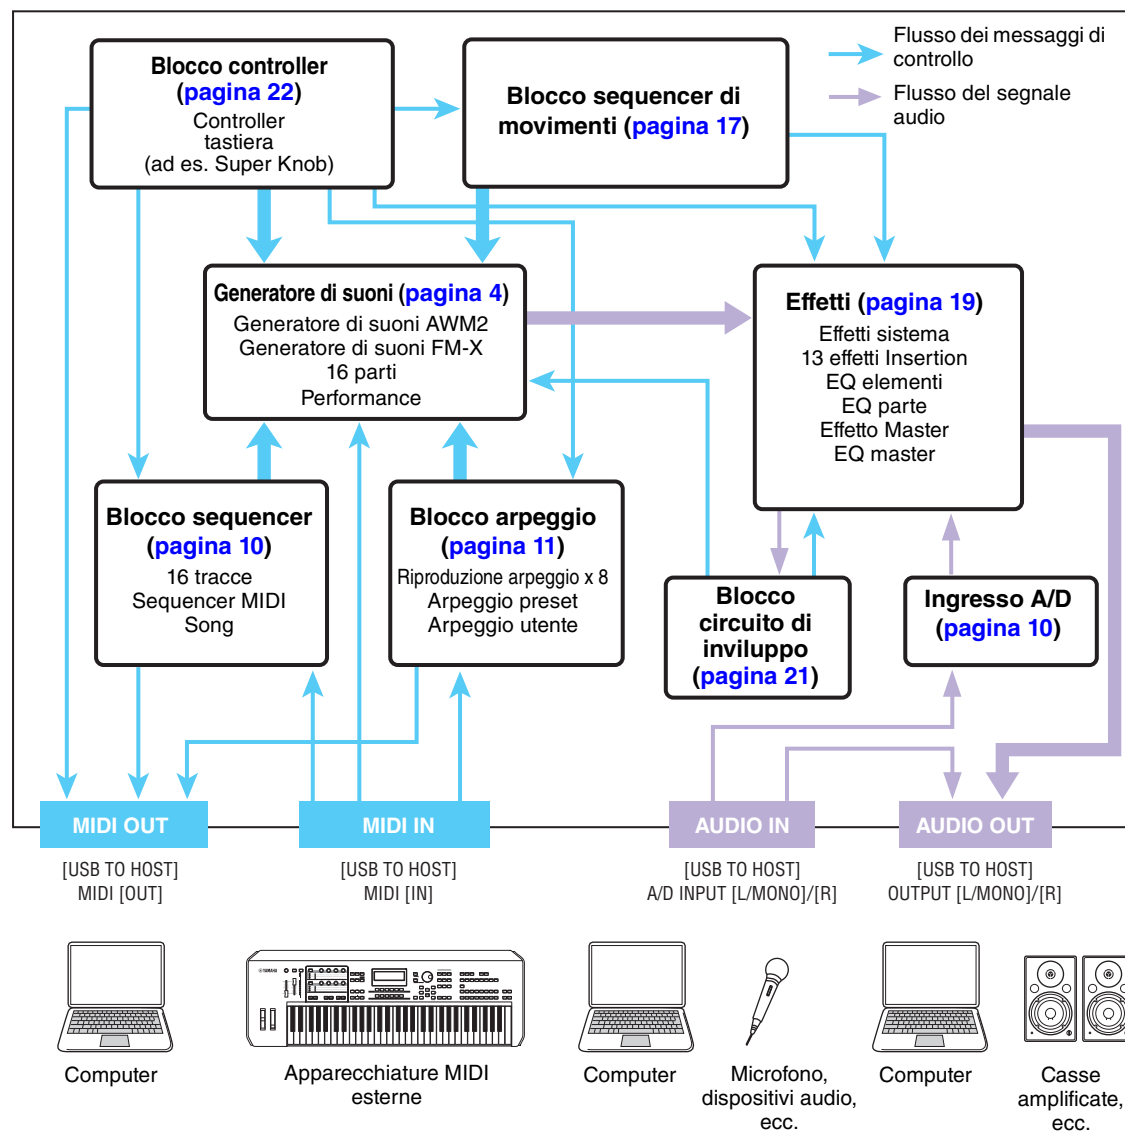 Flusso dei messaggi di
controllo
Flusso del segnale
audio
Blocco controller
(pagina 22)
Controller
tastiera
(ad es. Super Knob)
Blocco sequencer di
movimenti (pagina 17)
Generatore di suoni (pagina 4)
Generatore di suoni AWM2
Generatore di suoni FM-X
16 parti
Performance
Effetti (pagina 19)
Effetti sistema
13 effetti Insertion
EQ elementi
EQ parte
Effetto Master
EQ master
Blocco sequencer
(pagina 10)
16 tracce
Sequencer MIDI
Song
Blocco arpeggio
(pagina 11)
Riproduzione arpeggio x 8
Arpeggio preset
Arpeggio utente
Blocco
circuito di
inviluppo
(pagina 21)
Ingresso A/D
(pagina 10)
MIDI OUT
MIDI IN
AUDIO IN
AUDIO OUT
[USB TO HOST]
MIDI [OUT]
[USB TO HOST]
MIDI [IN]
[USB TO HOST]
A/D INPUT [L/MONO]/[R]
[USB TO HOST]
OUTPUT [L/MONO]/[R]
YAMAHA
Computer
Apparecchiature MIDI
esterne
Computer
Microfono,
dispositivi audio,
ecc.
Computer
Casse
amplificate,
ecc.